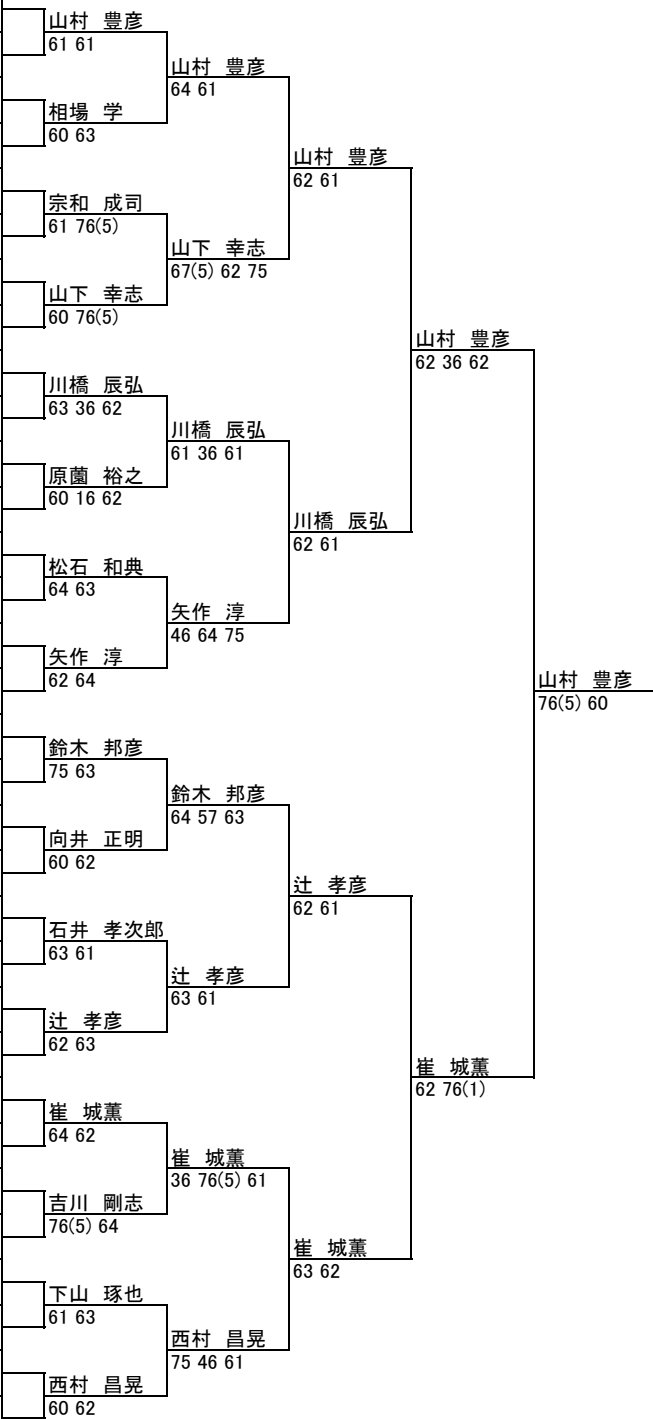 山村 豊彦
61 61
山村 豊彦
64 61
相場 学
60 63
山村 豊彦
62 61
宗和 成司
61 76(5)
山下 幸志
67(5) 62 75
山下 幸志
60 76(5)
山村 豊彦
62 36 62
川橋 辰弘
63 36 62
川橋 辰弘
61 36 61
原薗 裕之
60 16 62
川橋 辰弘
62 61
松石 和典
64 63
矢作 淳
46 64 75
矢作 淳
62 64
山村 豊彦
76(5) 60
鈴木 邦彦
75 63
鈴木 邦彦
64 57 63
向井 正明
60 62
辻 孝彦
62 61
石井 孝次郎
63 61
辻 孝彦
63 61
辻 孝彦
62 63
崔 城薫
62 76(1)
崔 城薫
64 62
崔 城薫
36 76(5) 61
吉川 剛志
76(5) 64
崔 城薫
63 62
下山 琢也
61 63
西村 昌晃
75 46 61
西村 昌晃
60 62